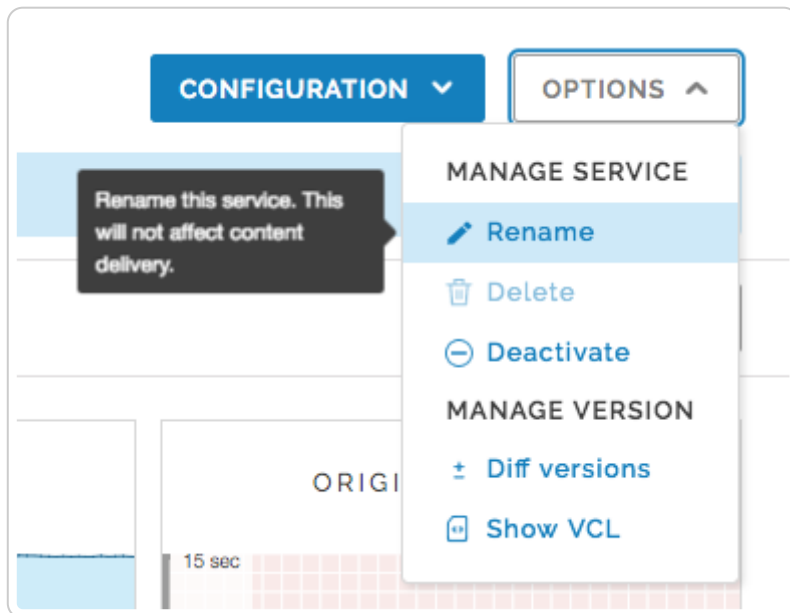 CONFIGURATION
OPTIONS
MANAGE SERVICE
Rename this service. This
will not affect content
delivery.
Rename
Delete
Deactivate
MANAGE VERSION
Diff versions
Show VCL
ORIGI
15 sec